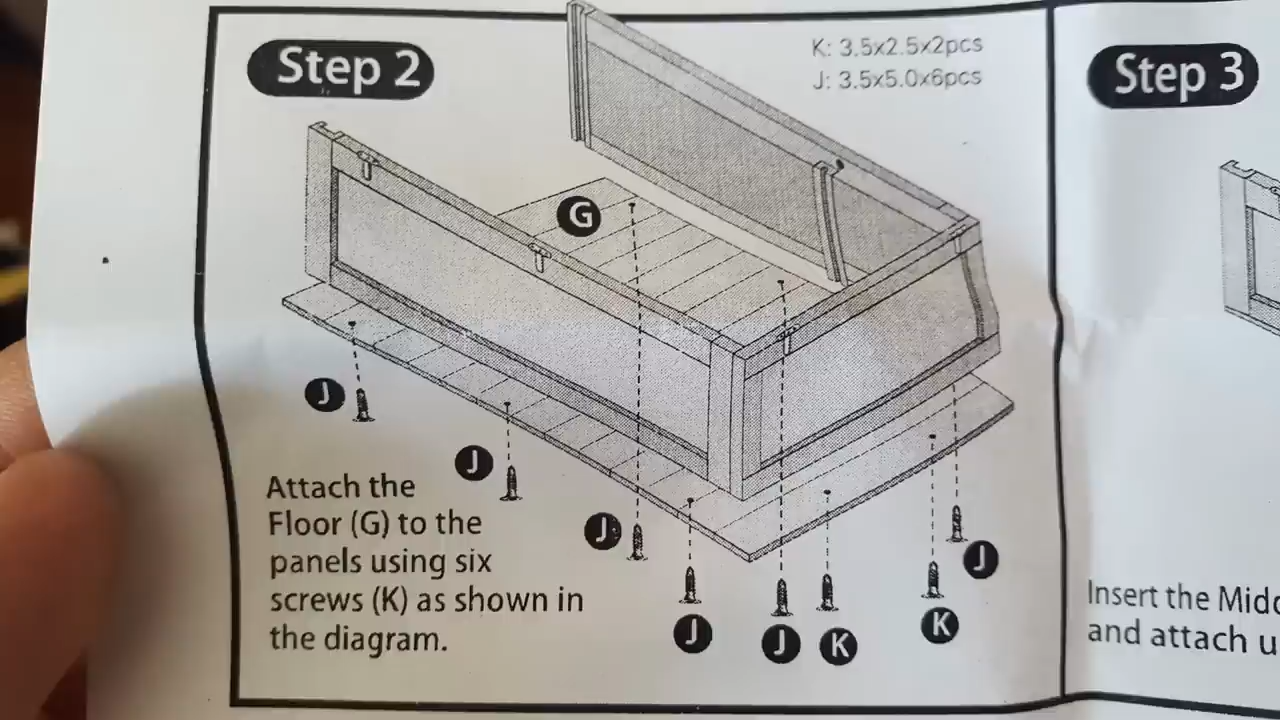 Step 2
K: 3.5x2.5x2pcs
J: 3.5x5.0x6pcs
G
J
J
J
J
J
K
K
J
Attach the
Floor (G) to the
panels using six
screws (K) as shown in
the diagram.
Step 3
Insert the Midd
and attach u